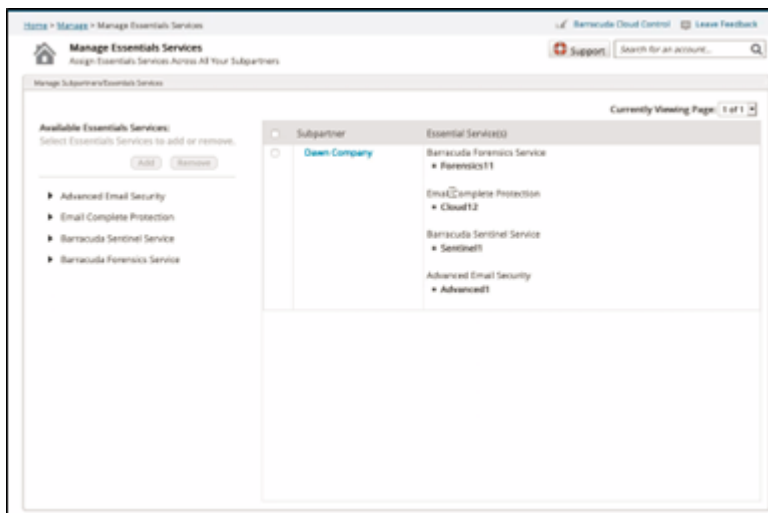 Home > Manage > Manage Essentials Services
Barracuda Cloud Control Leave Feedback
Manage Essentials Services
Assign Essentials Services Across All Your Subpartners
Support Search for an account...
Manage Subpartners/Essentials Services
Currently Viewing Page: 1 of 1
Available Essentials Services:
Select Essentials Services to add or remove.
Add Remove
Advanced Email Security
Email Complete Protection
Barracuda Sentinel Service
Barracuda Forensics Service
Subpartner Essential Service(s)
Dawn Company Barracuda Forensics Service
Forensics11
Email Complete Protection
Cloud12
Barracuda Sentinel Service
Sentinel1
Advanced Email Security
Advanced1